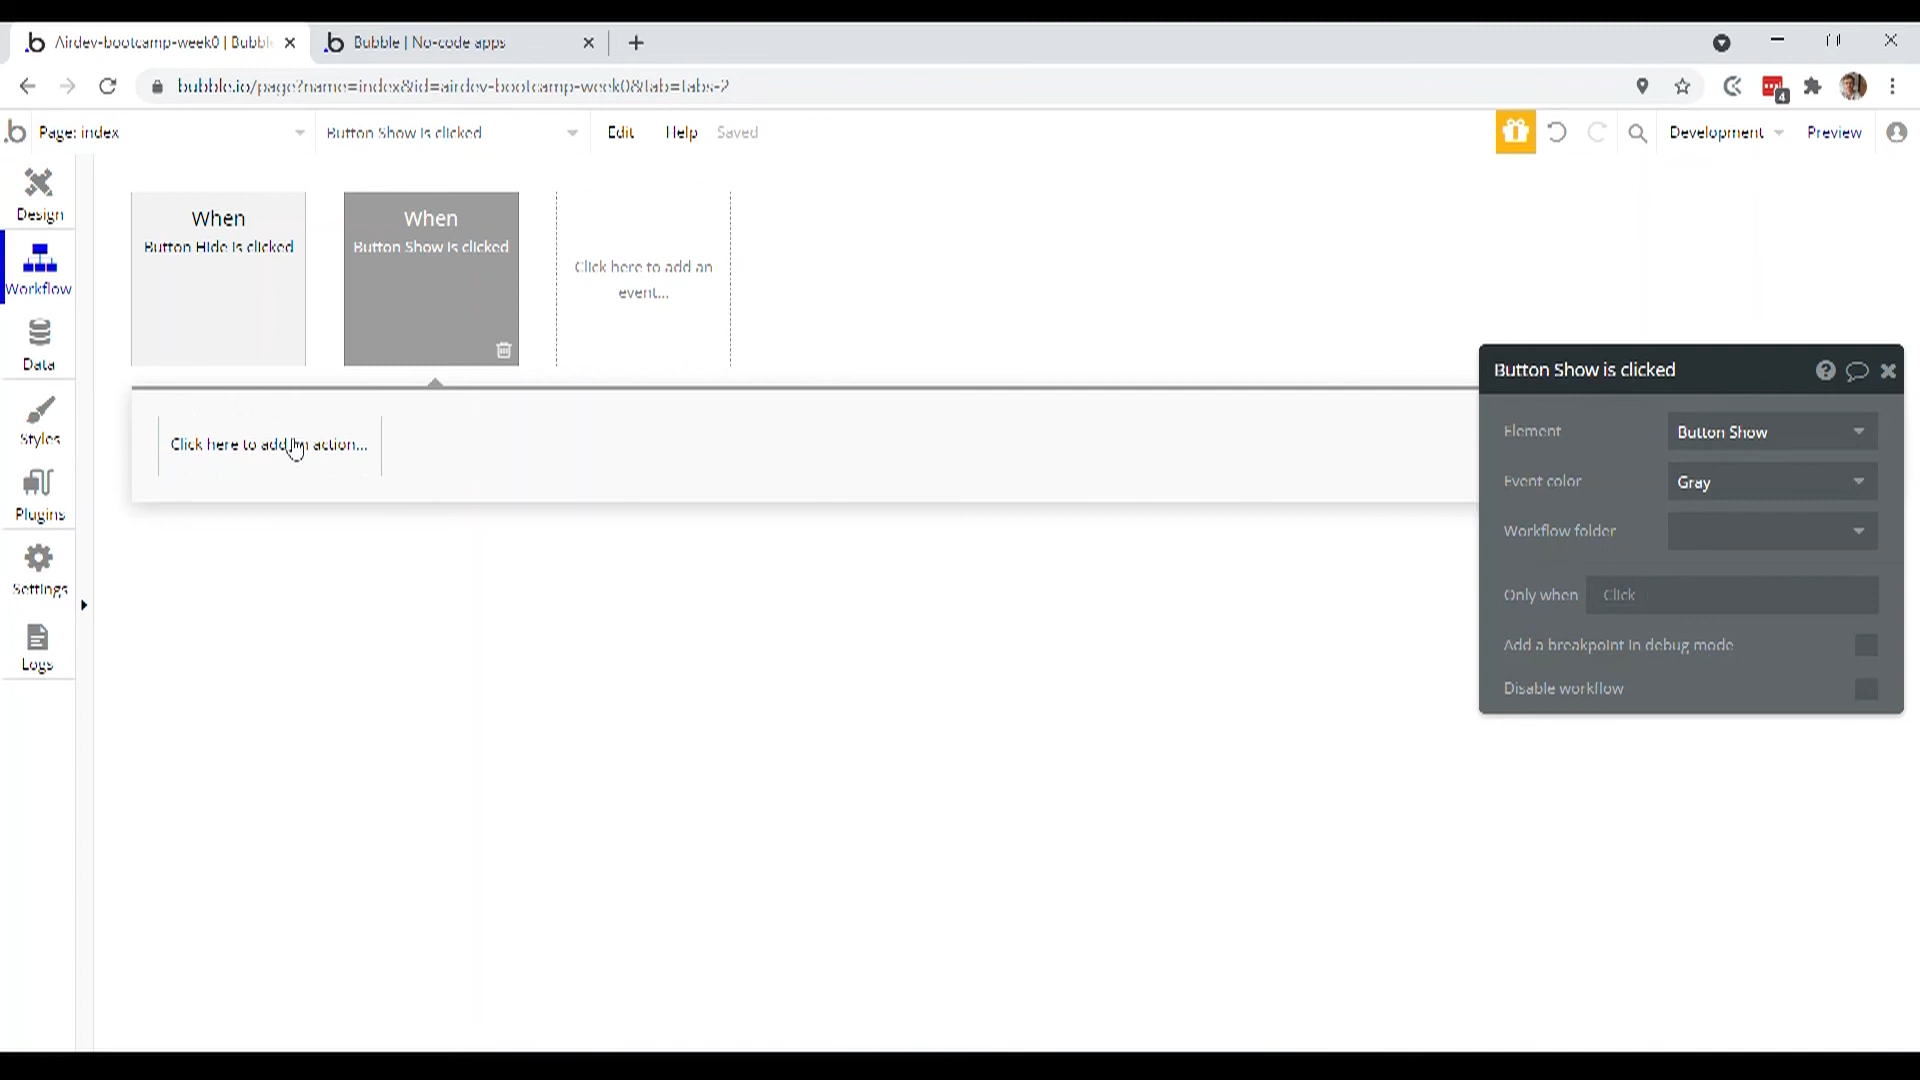 Airdev-bootcamp-week0 | Bubbl
Bubble | No-code apps
bubble.io/page?name=index&id=airdev-bootcamp-week0&tab=tabs-2
4
Page: index
Button Show is clicked
Edit
Help
Saved
Development
Preview
Design
Workflow
Data
Styles
Plugins
Settings
Logs
When
Button Hide is clicked
When
Button Show is clicked
Click here to add an
event...
Click here to add an action...
Button Show is clicked
Element
Button Show
Event color
Gray
Workflow folder
Only when
Click
Add a breakpoint in debug mode
Disable workflow